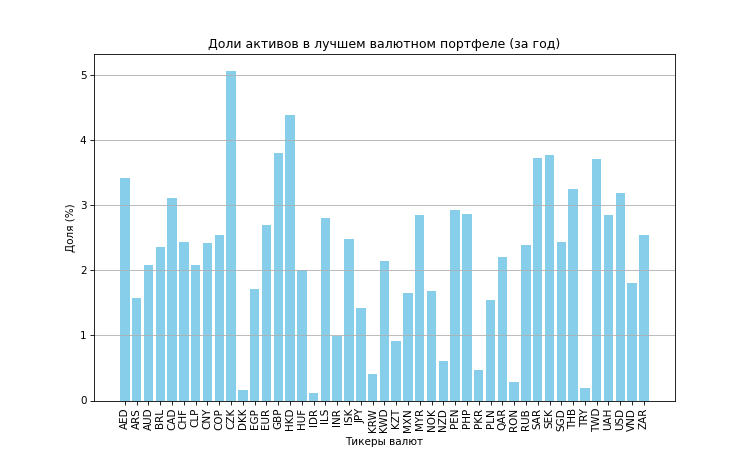 Доли активов в лучшем валютном портфеле (за год)
Доля (%)
5
4
3
2
1
0
AED ARS AUD BRL CAD CHF CLP CNY COP CZK DKK EGP EUR GBP HKD HUF IDR ILS INR ISK JPY KRW KWD KZT MXN MYR NOK NZD PEN PHP PKR PLN QAR RON RUB SAR SEK SGD THB TRY TWD UAH USD VND ZAR
Тикеры валют